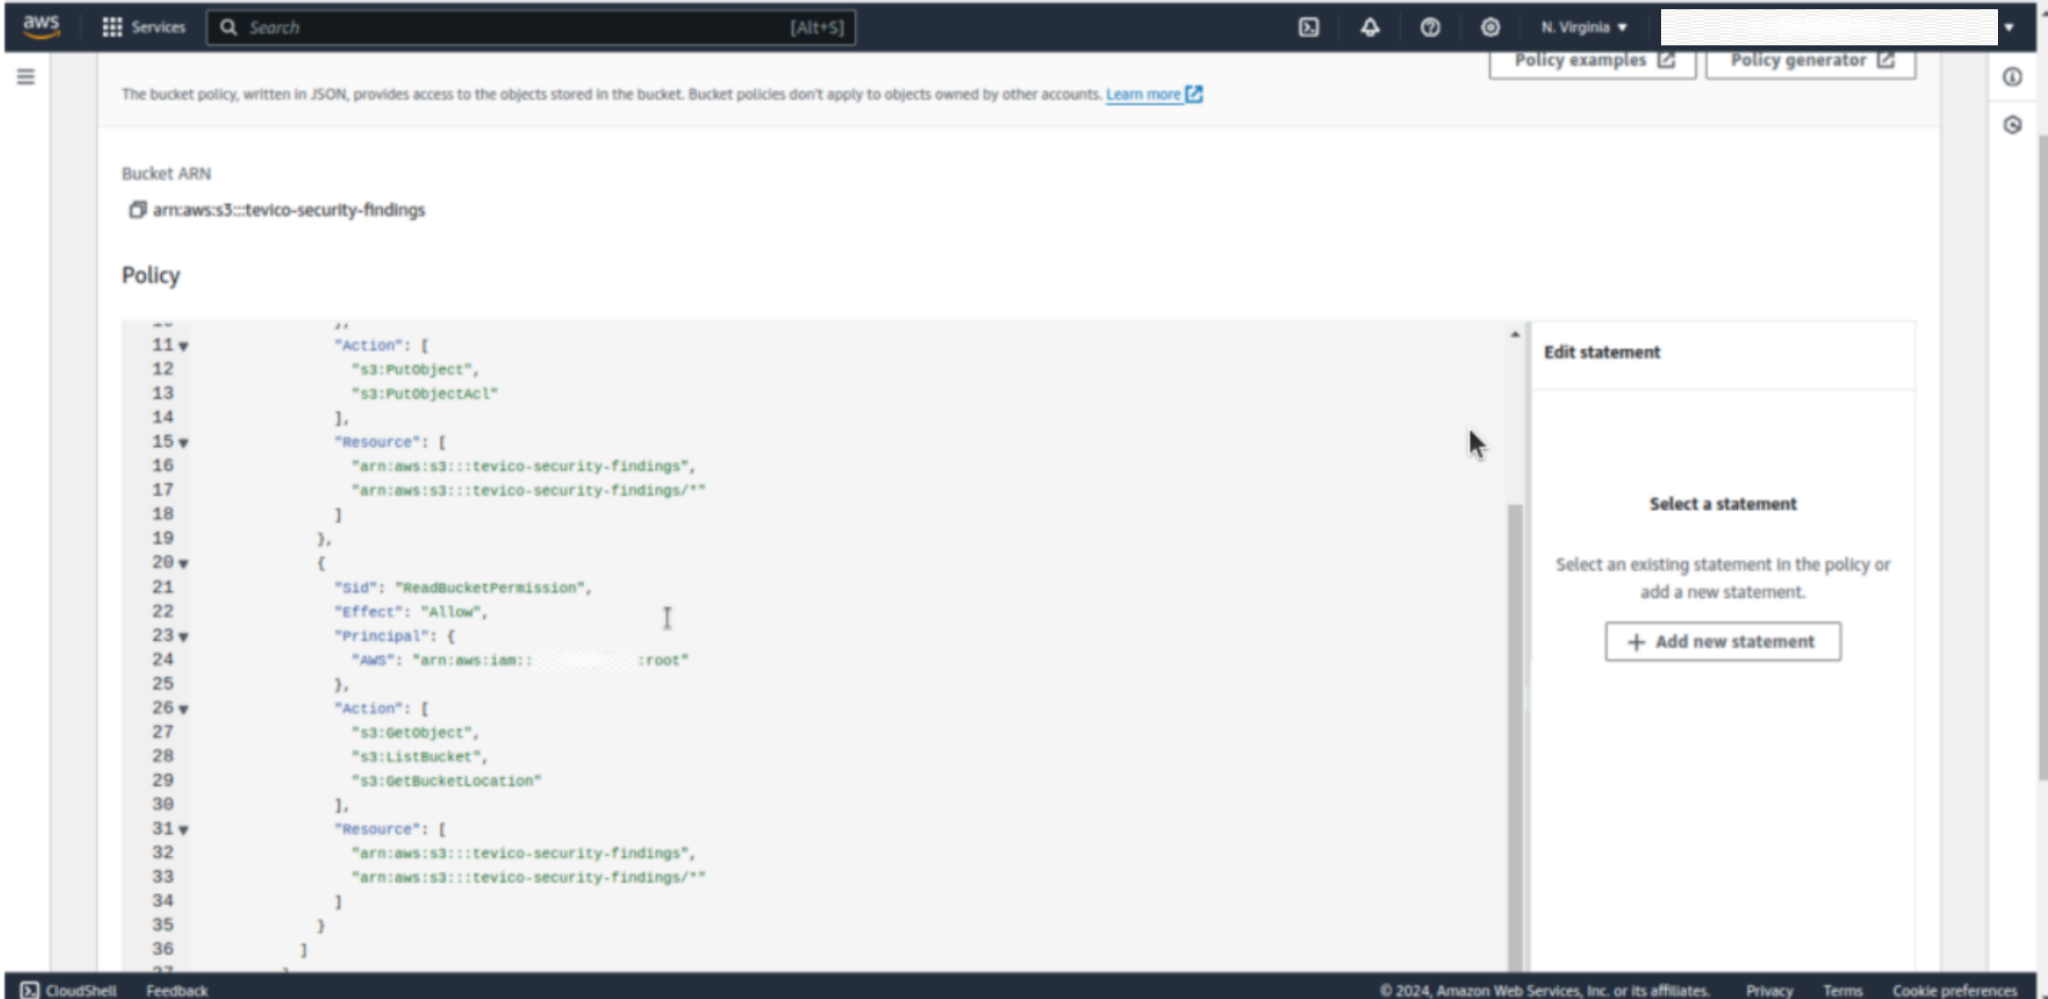 aws
Services
Search
[Alt+S]
N. Virginia
Policy examples
Policy generator
The bucket policy, written in JSON, provides access to the objects stored in the bucket. Bucket policies don't apply to objects owned by other accounts. Learn more
Bucket ARN
arn:aws:s3:::tevico-security-findings
Policy
10 ],
11 "Action": [
12 "s3:PutObject",
13 "s3:PutObjectAcl"
14 ],
15 "Resource": [
16 "arn:aws:s3:::tevico-security-findings",
17 "arn:aws:s3:::tevico-security-findings/*"
18 ]
19 },
20 {
21 "Sid": "ReadBucketPermission",
22 "Effect": "Allow",
23 "Principal": {
24 "AWS": "arn:aws:iam:: :root"
25 },
26 "Action": [
27 "s3:GetObject",
28 "s3:ListBucket",
29 "s3:GetBucketLocation"
30 ],
31 "Resource": [
32 "arn:aws:s3:::tevico-security-findings",
33 "arn:aws:s3:::tevico-security-findings/*"
34 ]
35 }
36 ]
37 }
Edit statement
Select a statement
Select an existing statement in the policy or
add a new statement.
+ Add new statement
CloudShell
Feedback
© 2024, Amazon Web Services, Inc. or its affiliates.
Privacy
Terms
Cookie preferences